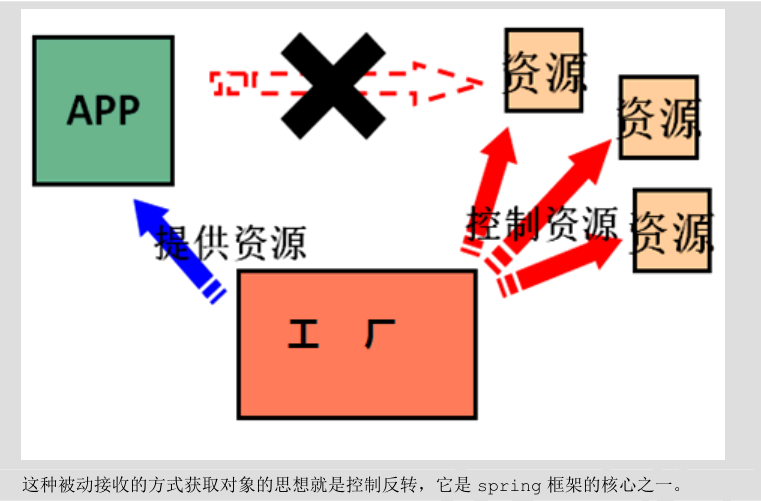 APP
资源
资源
资源
提供资源
控制资源
工 厂
这种被动接收的方式获取对象的思想就是控制反转，它是 spring 框架的核心之一。